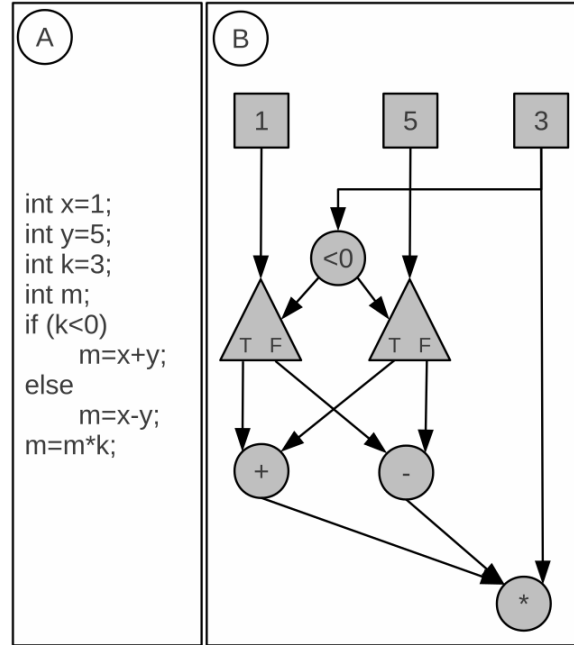 A
int x=1;
int y=5;
int k=3;
int m;
if (k<0)
m=x+y;
else
m=x-y;
m=m*k;
B
1 5 3
<0
T F T F
+ -
*